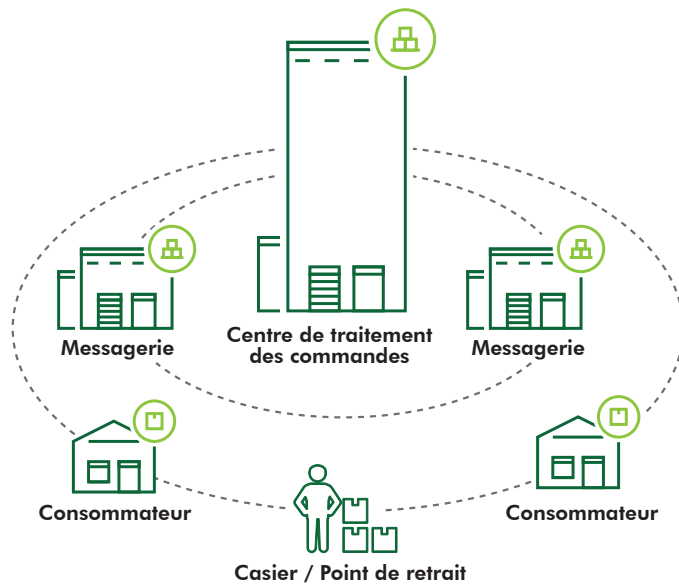 Messagerie
Centre de traitement
des commandes
Messagerie
Consommateur
Consommateur
Casier / Point de retrait